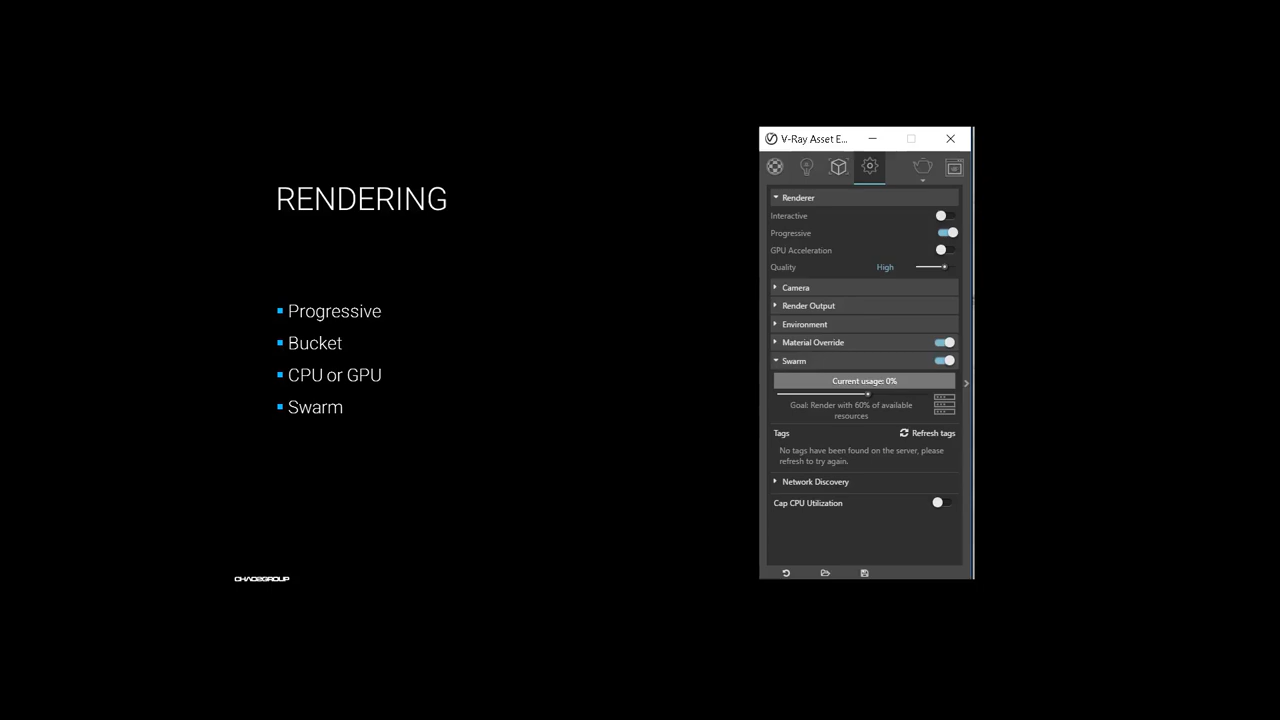 RENDERING
Progressive
Bucket
CPU or GPU
Swarm
CHAOSGROUP
V-Ray Asset E...
Renderer
Interactive
Progressive
GPU Acceleration
Quality High
Camera
Render Output
Environment
Material Override
Swarm
Current usage: 0%
Goal: Render with 60% of available
resources
Tags Refresh tags
No tags have been found on the server, please
refresh to try again.
Network Discovery
Cap CPU Utilization